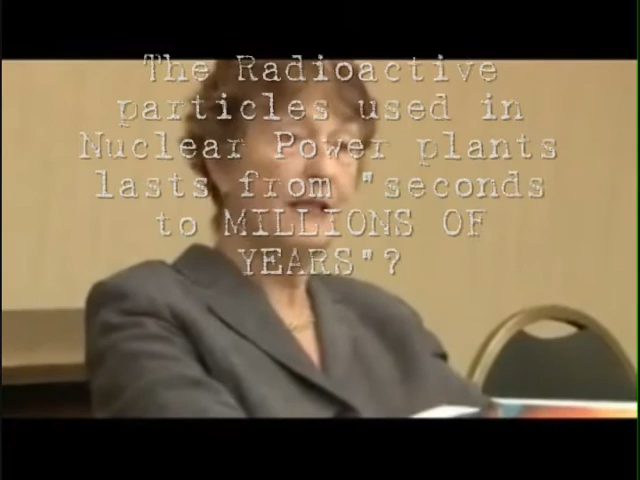 The Radioactive
particles used in
Nuclear Power plants
lasts from "seconds
to MILLIONS OF
YEARS"?